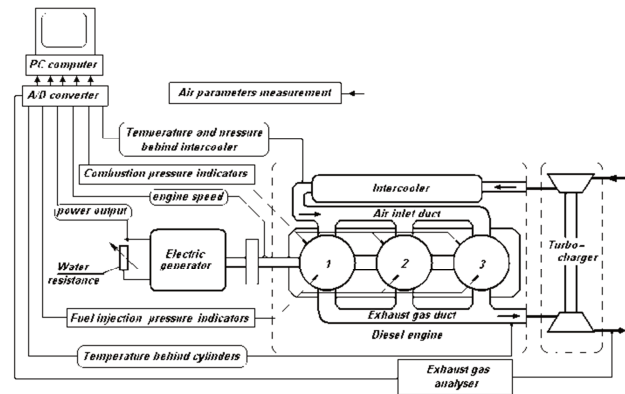 PC computer
A/D converter
Air parameters measurement
Temperature and pressure
behind intercooler
Combustion pressure indicators
engine speed
power output
Intercooler
Air inlet duct
Electric
generator
1
2
3
Turbo-
charger
Water
resistance
Fuel injection pressure indicators
Exhaust gas duct
Diesel engine
Temperature behind cylinders
Exhaust gas
analyser